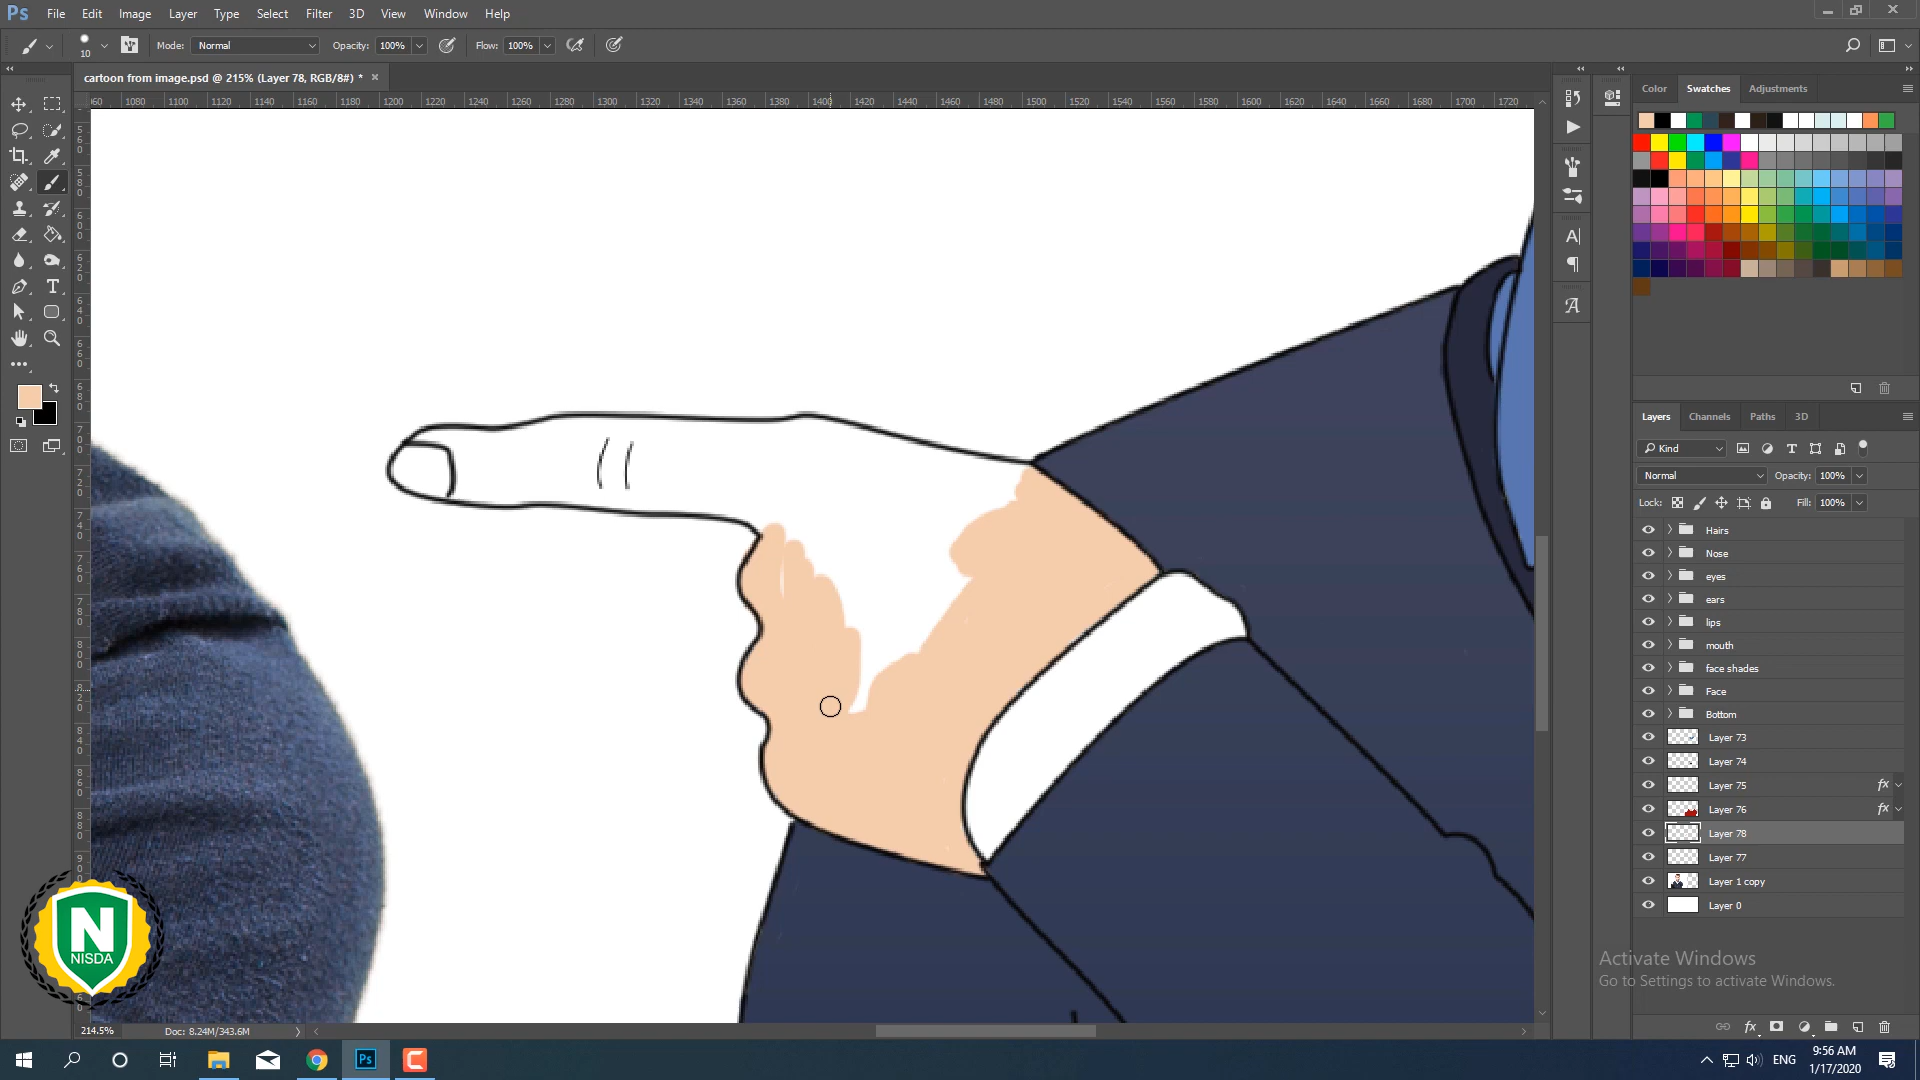 Ps File Edit Image Layer Type Select Filter 3D View Window Help
10 Mode: Normal Opacity: 100% Flow: 100%
cartoon from image.psd @ 215% (Layer 78, RGB/8#) * ×
1080 1100 1120 1140 1160 1180 1200 1220 1240 1260 1280 1300 1320 1340 1360 1380 1400 1420 1440 1460 1480 1500 1520 1540 1560 1580 1600 1620 1640 1660 1680 1700 1720
Color Swatches Adjustments
Layers Channels Paths 3D
Kind
Normal Opacity: 100%
Lock: Fill: 100%
Hairs
Nose
eyes
ears
lips
mouth
face shades
Face
Bottom
Layer 73
Layer 74
Layer 75 fx
Layer 76 fx
Layer 78
Layer 77
Layer 1 copy
Layer 0
N
NISDA
Activate Windows
Go to Settings to activate Windows.
214.5% Doc: 8.24M/343.6M
Ps ENG 9:56 AM
1/17/2020